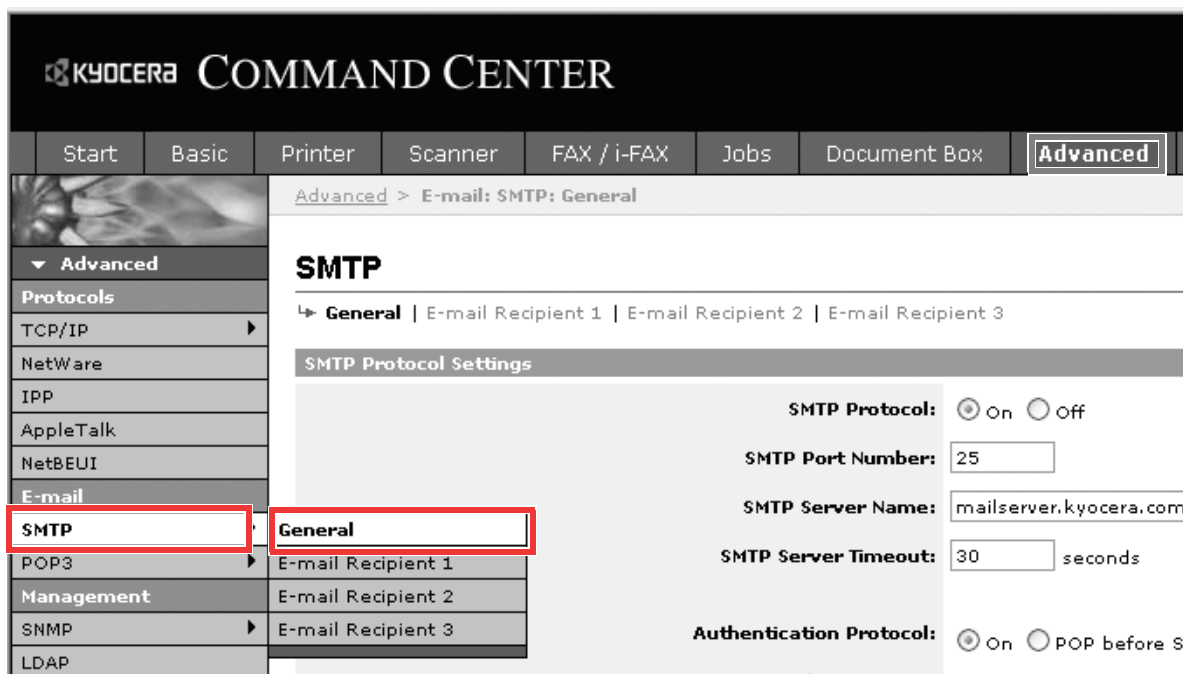 KYOCERA COMMAND CENTER
Start Basic Printer Scanner FAX / i-FAX Jobs Document Box Advanced
Advanced > E-mail: SMTP: General
Advanced
Protocols
TCP/IP
NetWare
IPP
AppleTalk
NetBEUI
E-mail
SMTP
POP3
Management
SNMP
LDAP
General
E-mail Recipient 1
E-mail Recipient 2
E-mail Recipient 3
SMTP
General | E-mail Recipient 1 | E-mail Recipient 2 | E-mail Recipient 3
SMTP Protocol Settings
SMTP Protocol: On Off
SMTP Port Number: 25
SMTP Server Name: mailserver.kyocera.com
SMTP Server Timeout: 30 seconds
Authentication Protocol: On POP before S